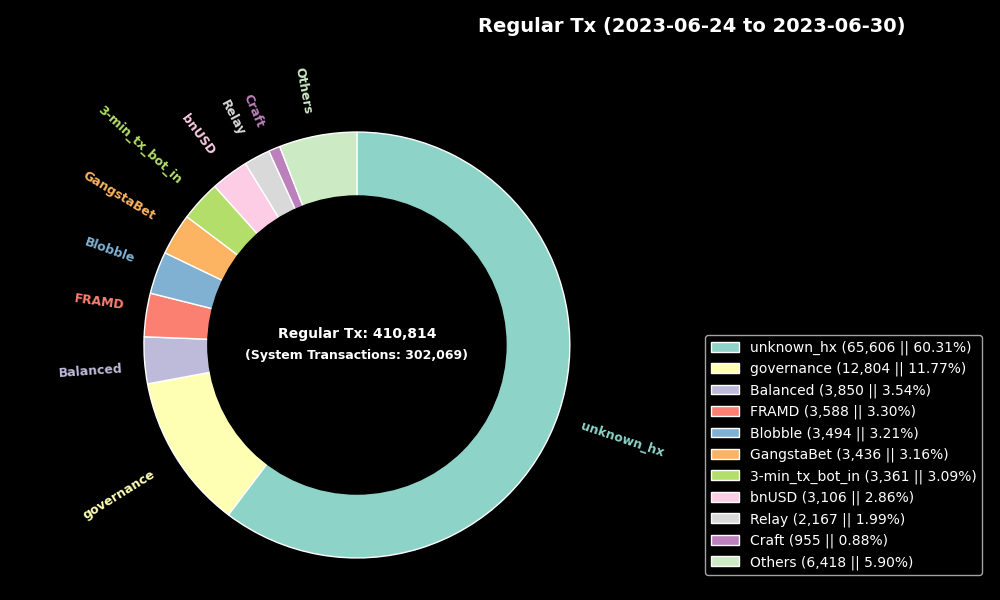 Regular Tx (2023-06-24 to 2023-06-30)
Others
Craft
Relay
bnUSD
3-min_tx_bot_in
GangstaBet
Blobble
FRAMD
Balanced
governance
unknown_hx
Regular Tx: 410,814
(System Transactions: 302,069)
unknown_hx (65,606 || 60.31%)
governance (12,804 || 11.77%)
Balanced (3,850 || 3.54%)
FRAMD (3,588 || 3.30%)
Blobble (3,494 || 3.21%)
GangstaBet (3,436 || 3.16%)
3-min_tx_bot_in (3,361 || 3.09%)
bnUSD (3,106 || 2.86%)
Relay (2,167 || 1.99%)
Craft (955 || 0.88%)
Others (6,418 || 5.90%)